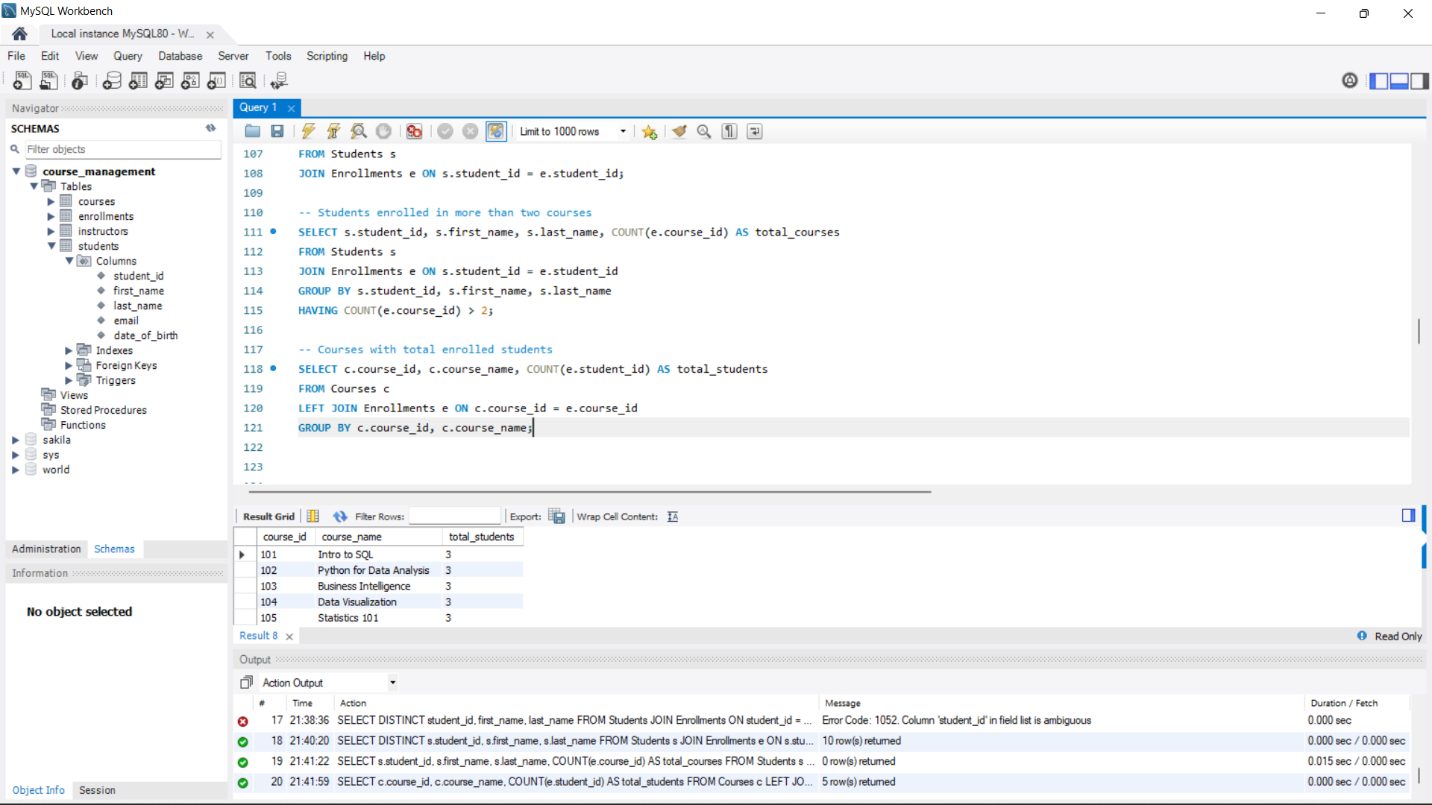 MySQL Workbench
Local instance MySQL80 - W...
File Edit View Query Database Server Tools Scripting Help
Navigator
SCHEMAS
Filter objects
course_management
Tables
courses
enrollments
instructors
students
Columns
student_id
first_name
last_name
email
date_of_birth
Indexes
Foreign Keys
Triggers
Views
Stored Procedures
Functions
sakila
sys
world
Administration Schemas
Information
No object selected
Object Info Session
Query 1
Limit to 1000 rows
107 FROM Students s
108 JOIN Enrollments e ON s.student_id = e.student_id;
109
110 -- Students enrolled in more than two courses
111 SELECT s.student_id, s.first_name, s.last_name, COUNT(e.course_id) AS total_courses
112 FROM Students s
113 JOIN Enrollments e ON s.student_id = e.student_id
114 GROUP BY s.student_id, s.first_name, s.last_name
115 HAVING COUNT(e.course_id) > 2;
116
117 -- Courses with total enrolled students
118 SELECT c.course_id, c.course_name, COUNT(e.student_id) AS total_students
119 FROM Courses c
120 LEFT JOIN Enrollments e ON c.course_id = e.course_id
121 GROUP BY c.course_id, c.course_name;
122
123
Result Grid Filter Rows: Export: Wrap Cell Content:
course_id course_name total_students
101 Intro to SQL 3
102 Python for Data Analysis 3
103 Business Intelligence 3
104 Data Visualization 3
105 Statistics 101 3
Result 8 Read Only
Output
Action Output
# Time Action Message Duration / Fetch
17 21:38:36 SELECT DISTINCT student_id, first_name, last_name FROM Students JOIN Enrollments ON student_id = ... Error Code: 1052. Column 'student_id' in field list is ambiguous 0.000 sec
18 21:40:20 SELECT DISTINCT s.student_id, s.first_name, s.last_name FROM Students s JOIN Enrollments e ON s.stu... 10 row(s) returned 0.000 sec / 0.000 sec
19 21:41:22 SELECT s.student_id, s.first_name, s.last_name, COUNT(e.course_id) AS total_courses FROM Students s ... 0 row(s) returned 0.015 sec / 0.000 sec
20 21:41:59 SELECT c.course_id, c.course_name, COUNT(e.student_id) AS total_students FROM Courses c LEFT JO... 5 row(s) returned 0.000 sec / 0.000 sec